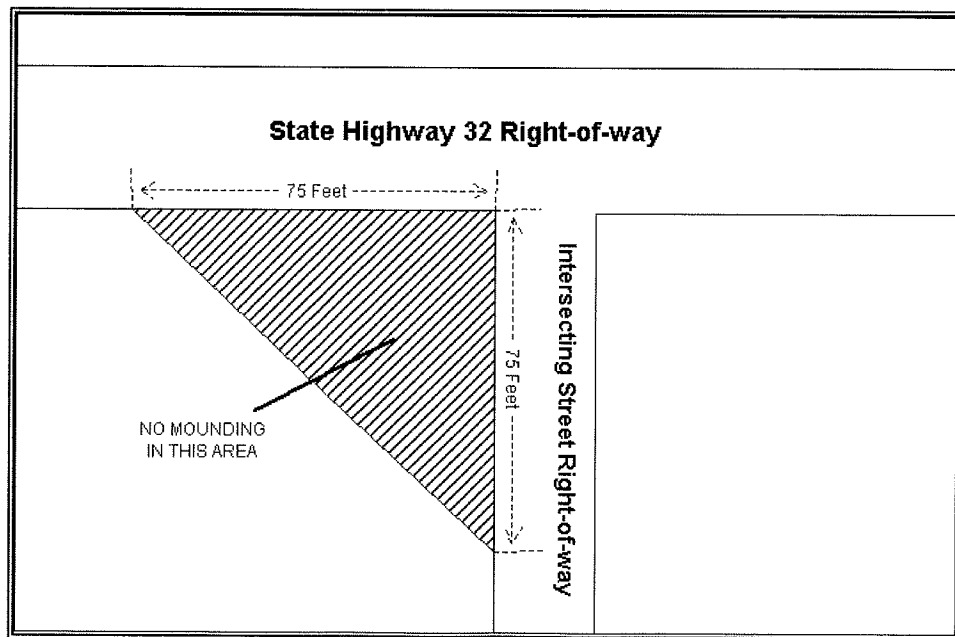 State Highway 32 Right-of-way
75 Feet
75 Feet
Intersecting Street Right-of-way
NO MOUNDING
IN THIS AREA